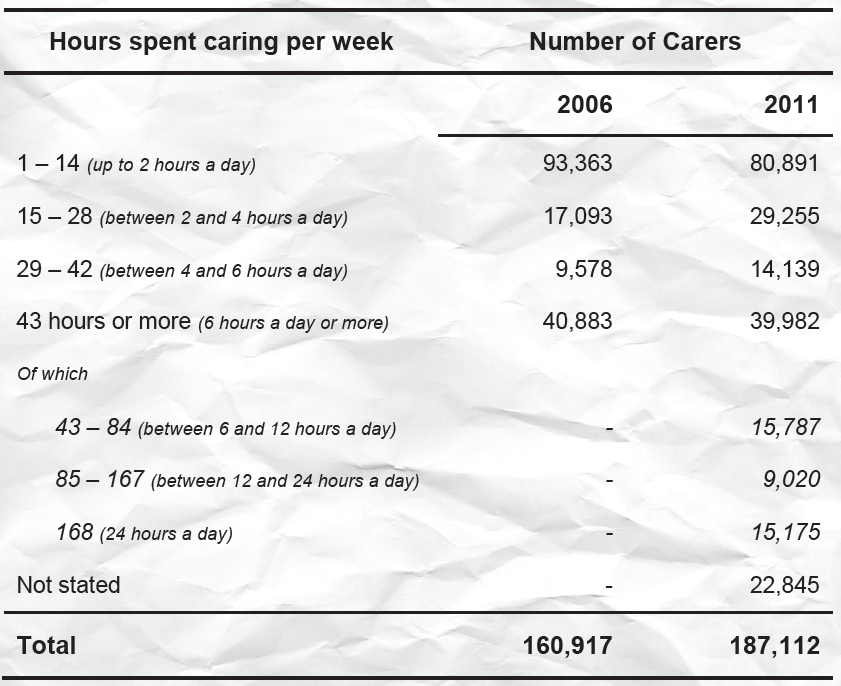 Hours spent caring per week Number of Carers
2006 2011
1 – 14 (up to 2 hours a day) 93,363 80,891
15 – 28 (between 2 and 4 hours a day) 17,093 29,255
29 – 42 (between 4 and 6 hours a day) 9,578 14,139
43 hours or more (6 hours a day or more) 40,883 39,982
Of which
43 – 84 (between 6 and 12 hours a day) - 15,787
85 – 167 (between 12 and 24 hours a day) - 9,020
168 (24 hours a day) - 15,175
Not stated - 22,845
Total 160,917 187,112